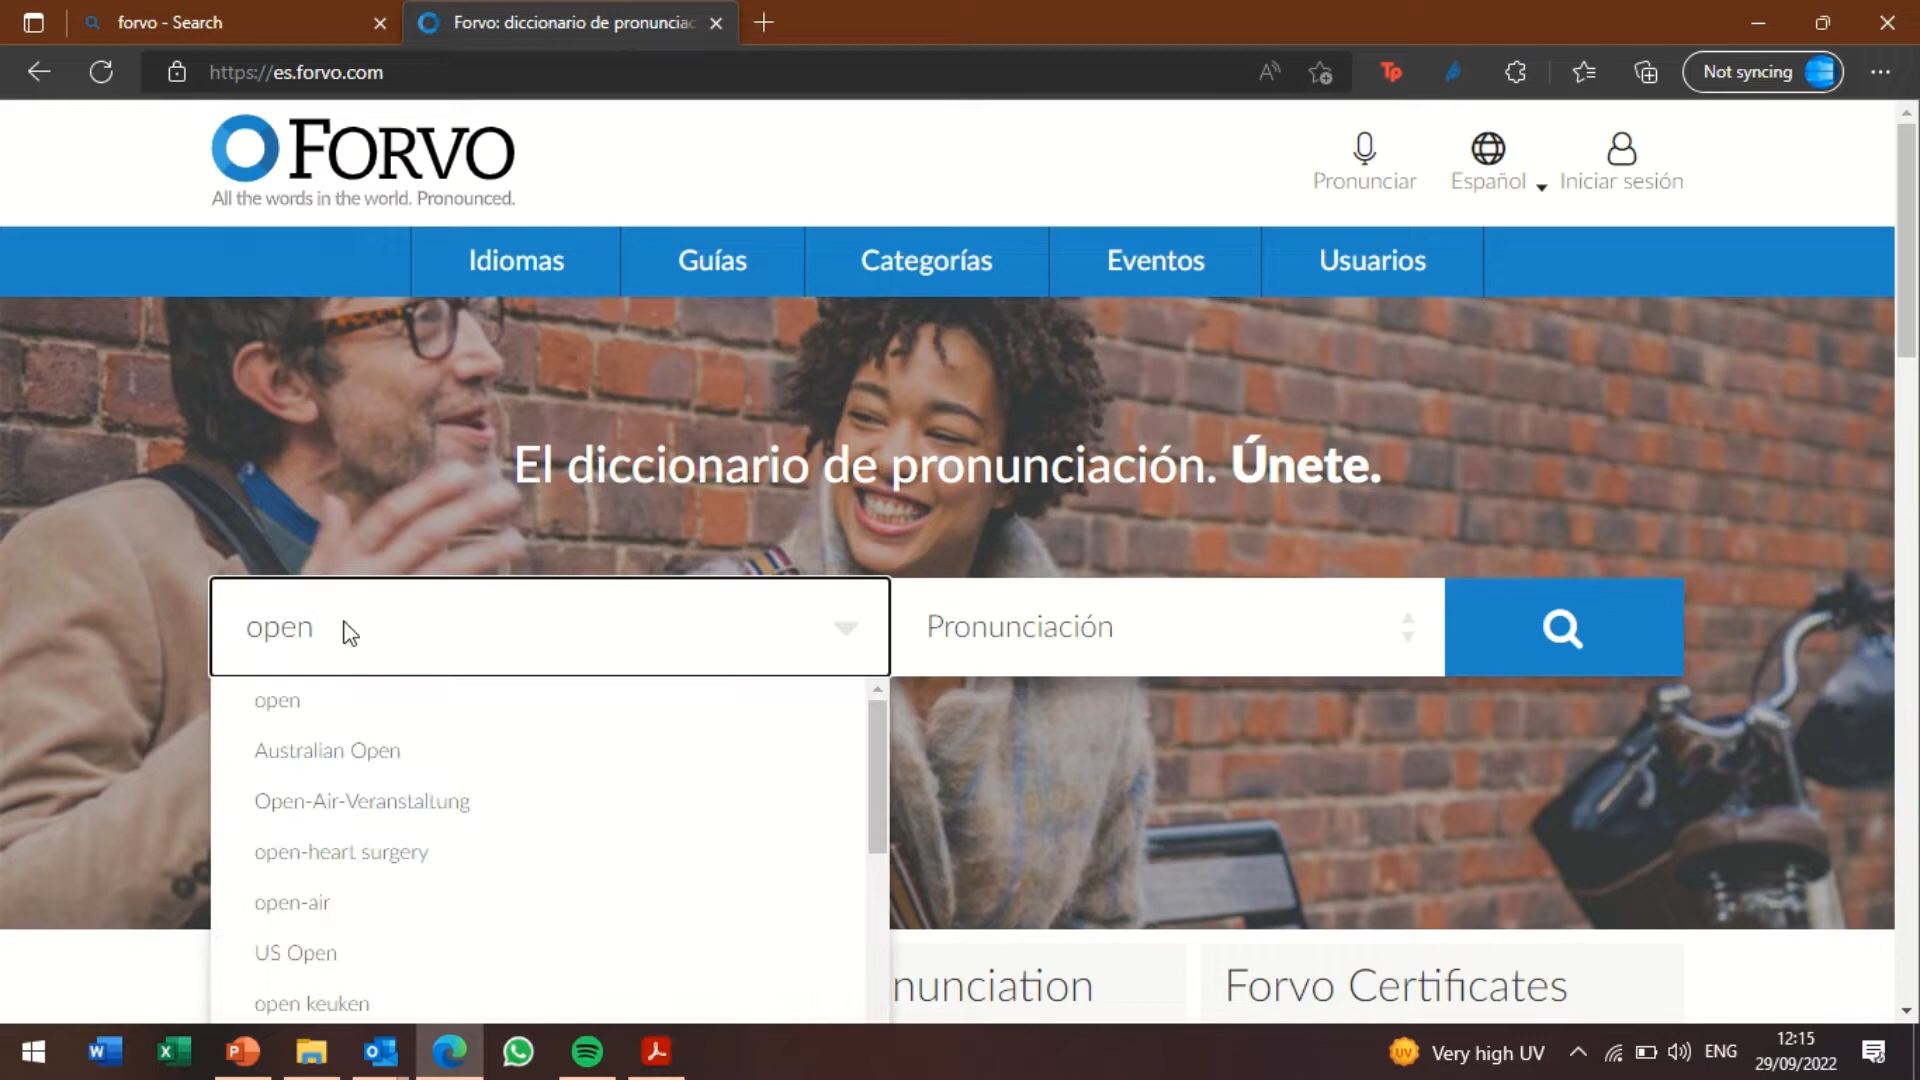 forvo - Search
Forvo: diccionario de pronunciac
https://es.forvo.com
Not syncing
FORVO
All the words in the world. Pronounced.
Pronunciar
Español
Iniciar sesión
Idiomas
Guías
Categorías
Eventos
Usuarios
El diccionario de pronunciación. Únete.
open
Pronunciación
open
Australian Open
Open-Air-Veranstaltung
open-heart surgery
open-air
US Open
open keuken
nunciation
Forvo Certificates
Very high UV
ENG
12:15
29/09/2022